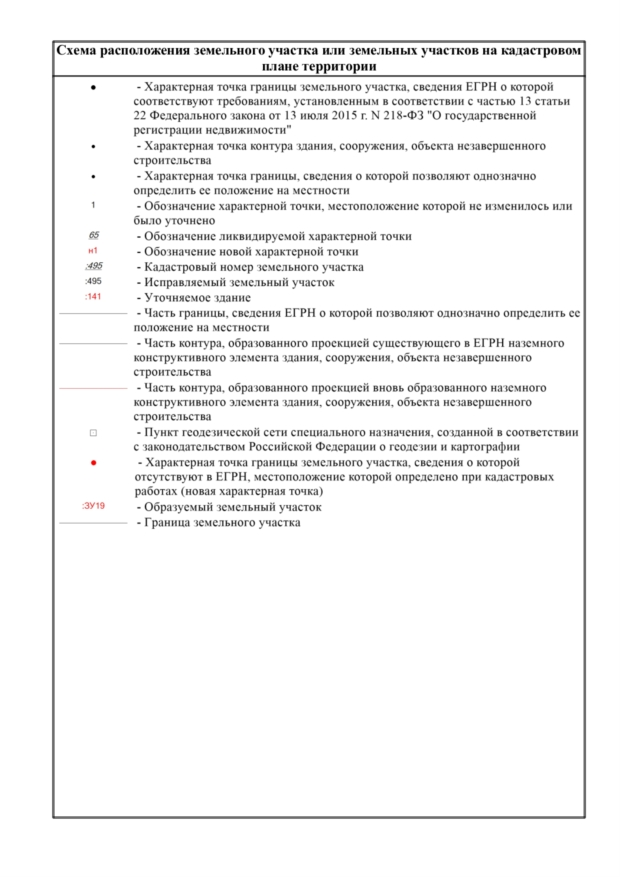 Схема расположения земельного участка или земельных участков на кадастровом
плане территории
- Характерная точка границы земельного участка, сведения ЕГРН о которой
соответствуют требованиям, установленным в соответствии с частью 13 статьи
22 Федерального закона от 13 июля 2015 г. N 218-ФЗ "О государственной
регистрации недвижимости"
- Характерная точка контура здания, сооружения, объекта незавершенного
строительства
- Характерная точка границы, сведения о которой позволяют однозначно
определить ее положение на местности
1 - Обозначение характерной точки, местоположение которой не изменилось или
было уточнено
65 - Обозначение ликвидируемой характерной точки
н1 - Обозначение новой характерной точки
:495 - Кадастровый номер земельного участка
:495 - Исправляемый земельный участок
:141 - Уточняемое здание
- Часть границы, сведения ЕГРН о которой позволяют однозначно определить ее
положение на местности
- Часть контура, образованного проекцией существующего в ЕГРН наземного
конструктивного элемента здания, сооружения, объекта незавершенного
строительства
- Часть контура, образованного проекцией вновь образованного наземного
конструктивного элемента здания, сооружения, объекта незавершенного
строительства
- Пункт геодезической сети специального назначения, созданной в соответствии
с законодательством Российской Федерации о геодезии и картографии
- Характерная точка границы земельного участка, сведения о которой
отсутствуют в ЕГРН, местоположение которой определено при кадастровых
работах (новая характерная точка)
:ЗУ19 - Образуемый земельный участок
- Граница земельного участка